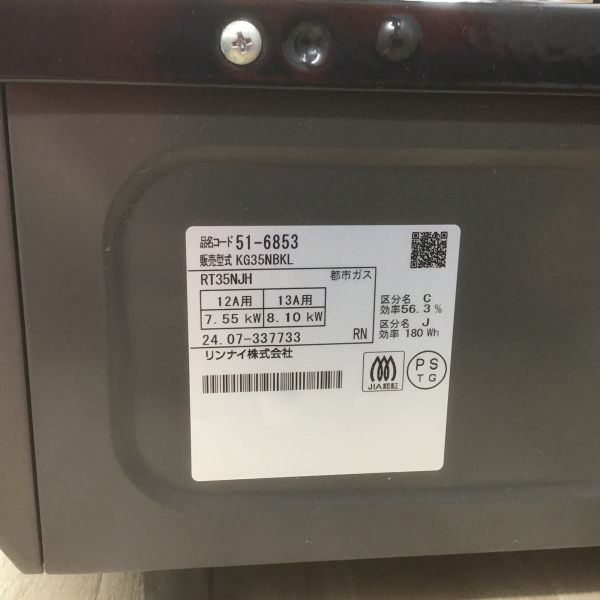 品名コード 51-6853
販売型式 KG35NBKL
RT35NJH 都市ガス
12A用 13A用
7.55 kW 8.10 kW
24.07-337733 RN
リンナイ株式会社
区分名 C
効率56.3 %
区分名 J
効率 180 Wh
JIA認証
PS
TG